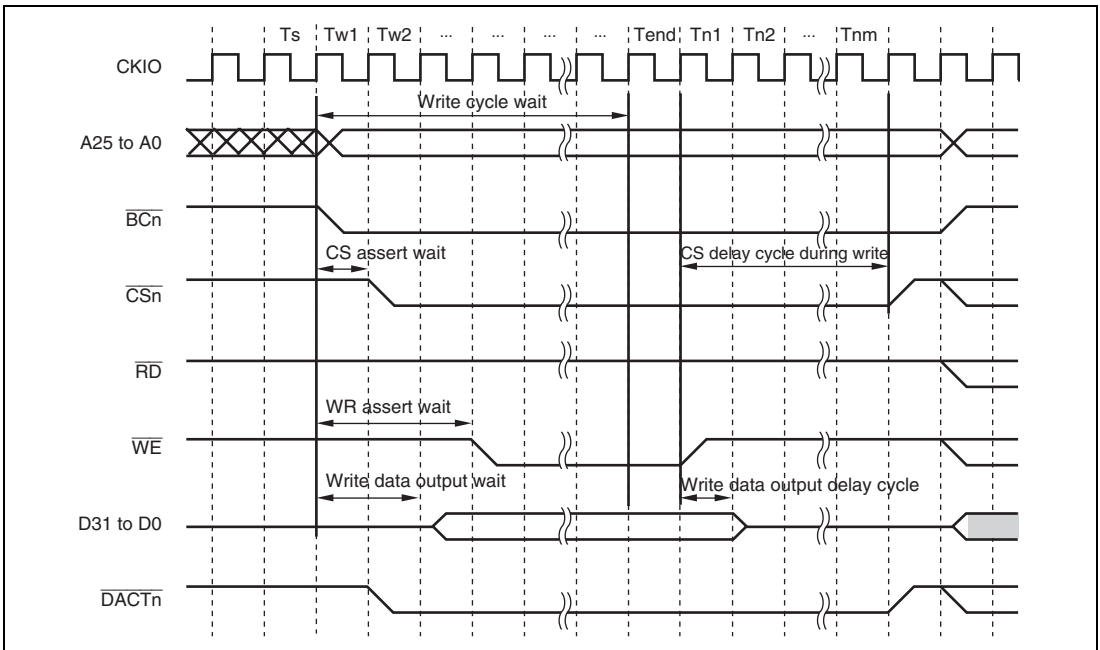 Ts Tw1 Tw2 ... ... ... ... Tend Tn1 Tn2 ... Tnm
CKIO
Write cycle wait
A25 to A0
BCn
CS assert wait
CS delay cycle during write
CSn
RD
WR assert wait
WE
Write data output wait
Write data output delay cycle
D31 to D0
DACTn